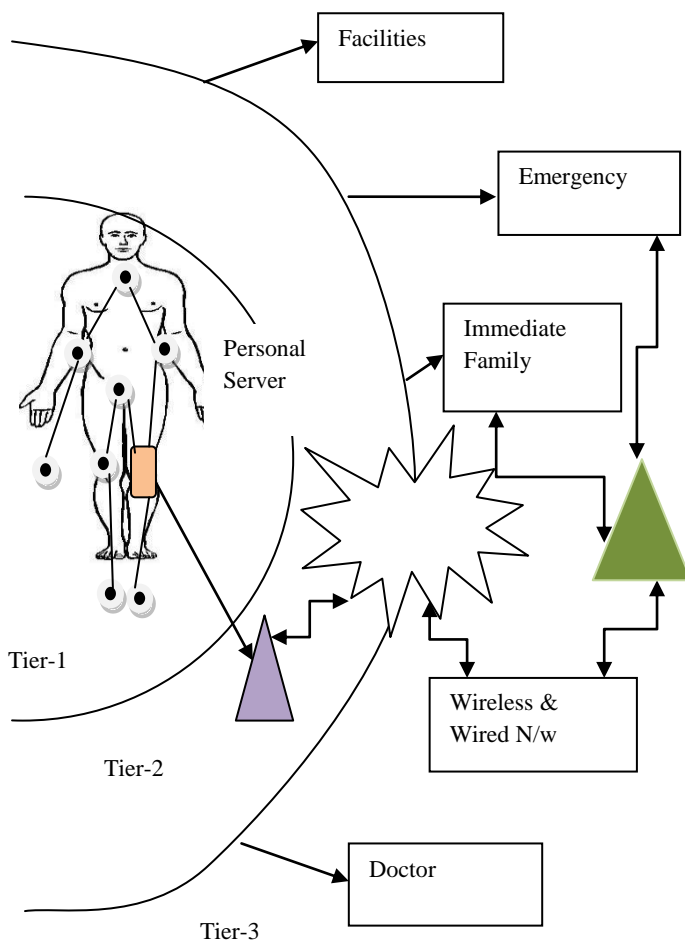 Facilities
Emergency
Immediate
Family
Personal
Server
Tier-1
Wireless &
Wired N/w
Tier-2
Doctor
Tier-3